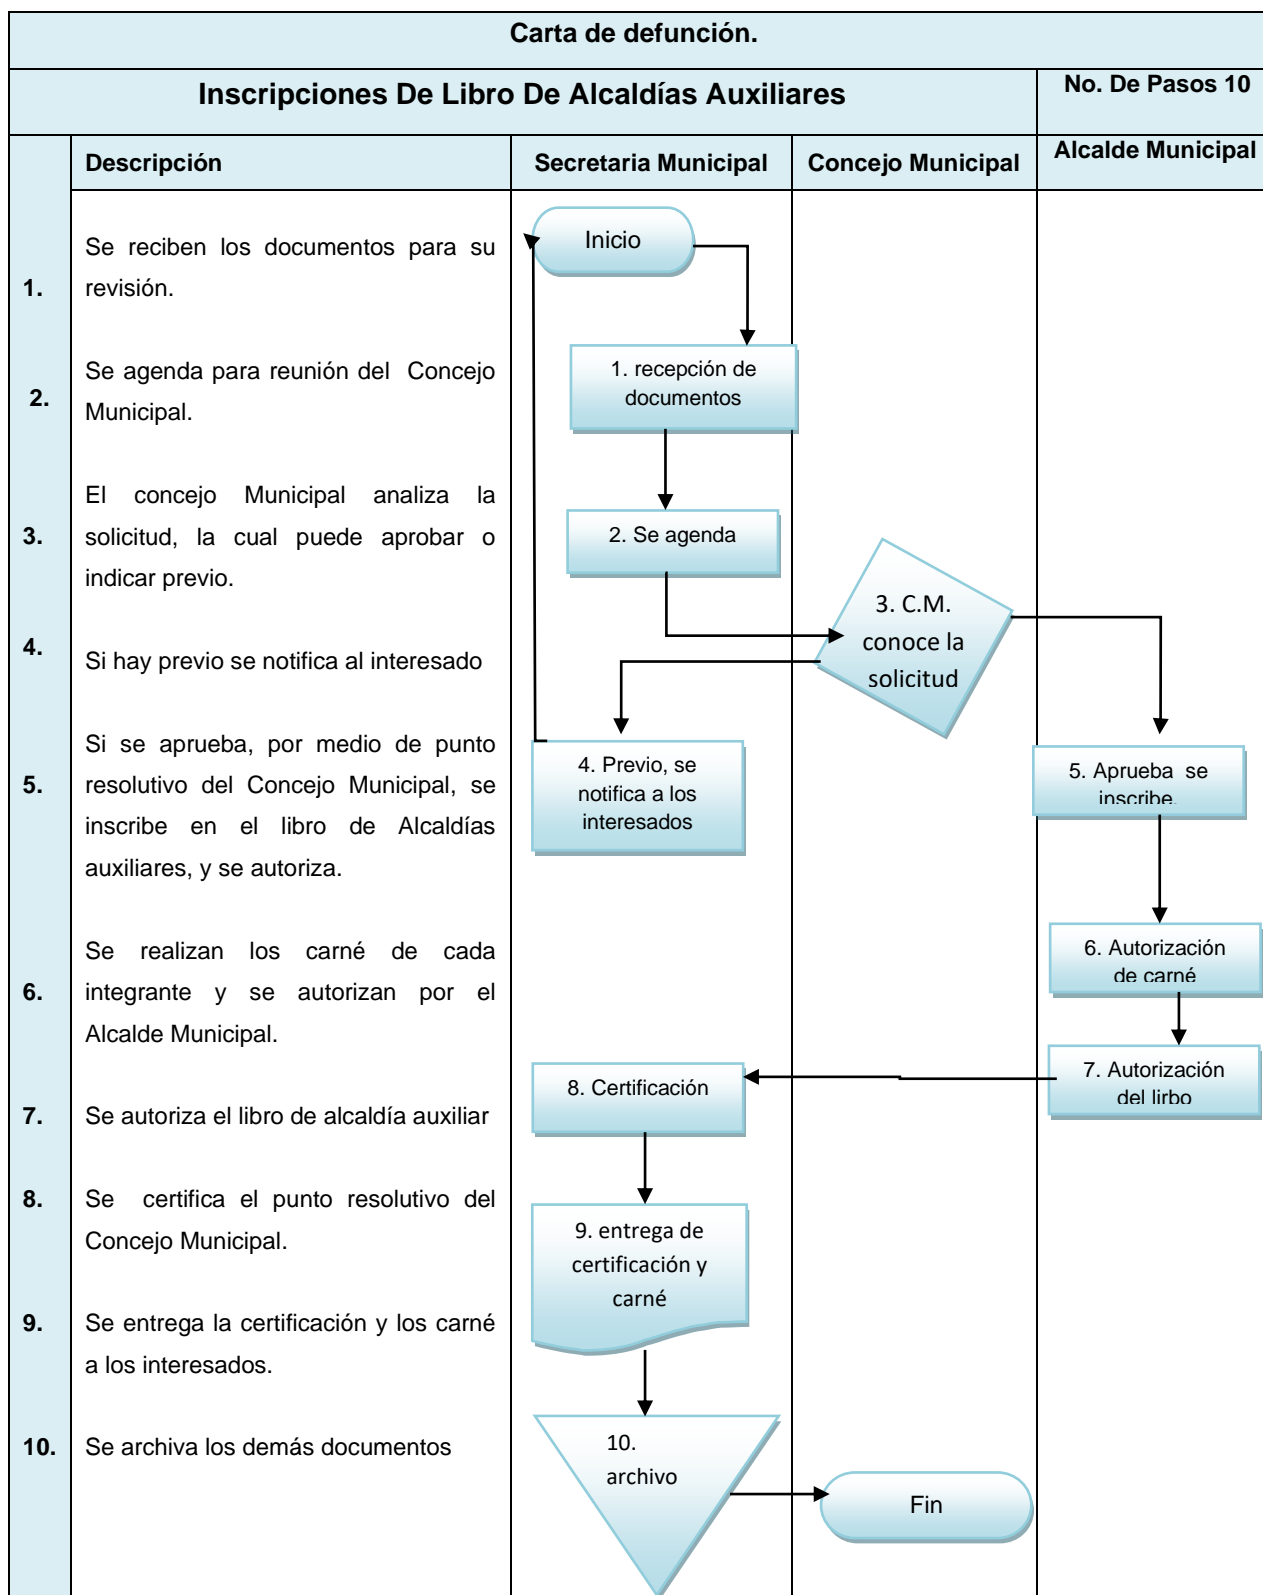 Carta de defunción.
Inscripciones De Libro De Alcaldías Auxiliares
No. De Pasos 10
Descripción
Secretaria Municipal
Concejo Municipal
Alcalde Municipal
1.
Se reciben los documentos para su
revisión.
2.
Se agenda para reunión del Concejo
Municipal.
3.
El concejo Municipal analiza la
solicitud, la cual puede aprobar o
indicar previo.
4.
Si hay previo se notifica al interesado
5.
Si se aprueba, por medio de punto
resolutivo del Concejo Municipal, se
inscribe en el libro de Alcaldías
auxiliares, y se autoriza.
6.
Se realizan los carné de cada
integrante y se autorizan por el
Alcalde Municipal.
7.
Se autoriza el libro de alcaldía auxiliar
8.
Se certifica el punto resolutivo del
Concejo Municipal.
9.
Se entrega la certificación y los carné
a los interesados.
10.
Se archiva los demás documentos
Inicio
1. recepción de
documentos
2. Se agenda
3. C.M.
conoce la
solicitud
4. Previo, se
notifica a los
interesados
5. Aprueba se
inscribe.
6. Autorización
de carné
7. Autorización
del lirbo
8. Certificación
9. entrega de
certificación y
carné
10.
archivo
Fin